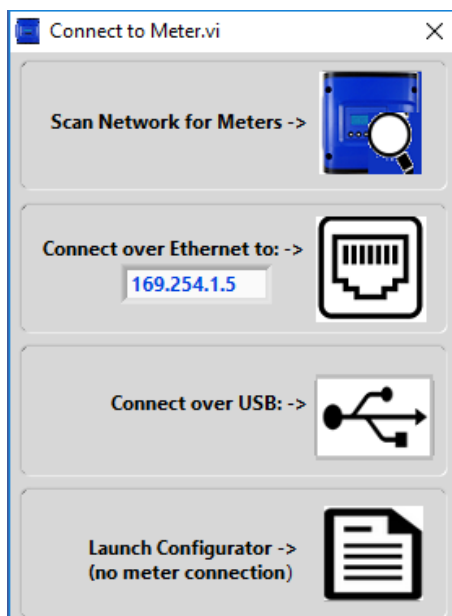 Connect to Meter.vi
Scan Network for Meters ->
Connect over Ethernet to: ->
169.254.1.5
Connect over USB: ->
Launch Configurator ->
(no meter connection)